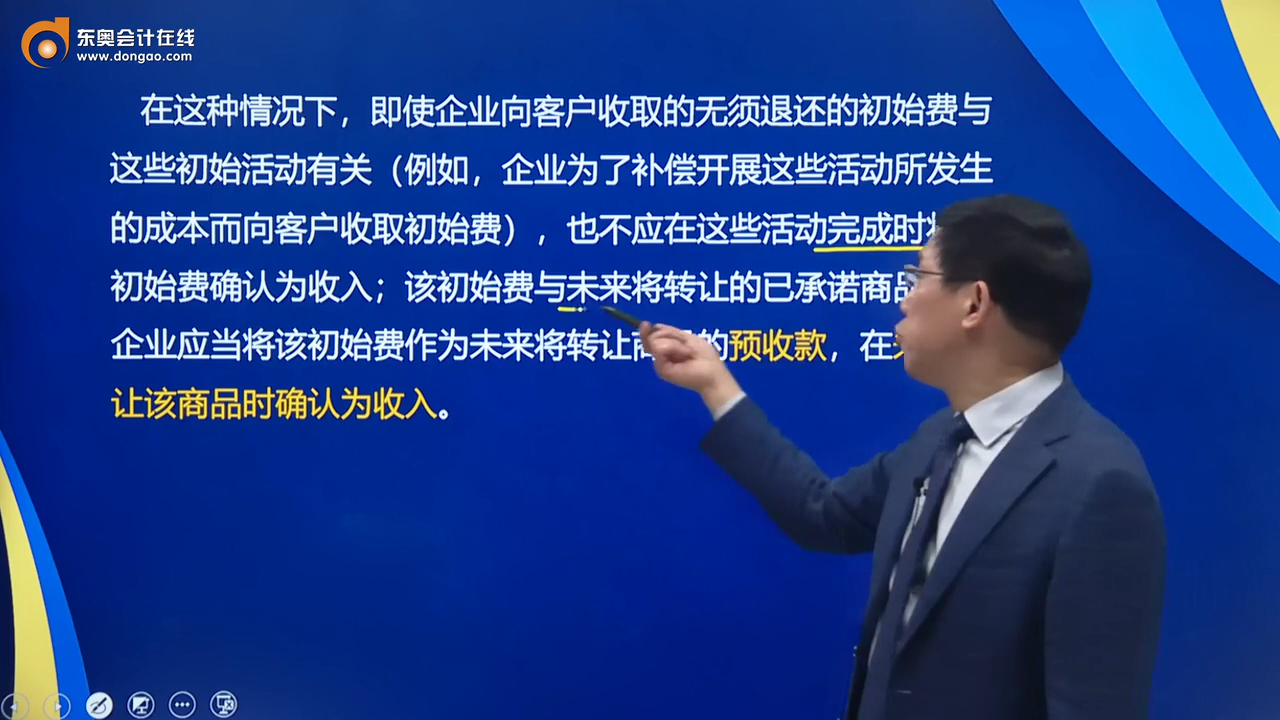 东奥会计在线
www.dongao.com
在这种情况下，即使企业向客户收取的无须退还的初始费与
这些初始活动有关（例如，企业为了补偿开展这些活动所发生
的成本而向客户收取初始费），也不应在这些活动完成时
初始费确认为收入；该初始费与未来将转让的已承诺商品
企业应当将该初始费作为未来将转让商的预收款，在
让该商品时确认为收入。